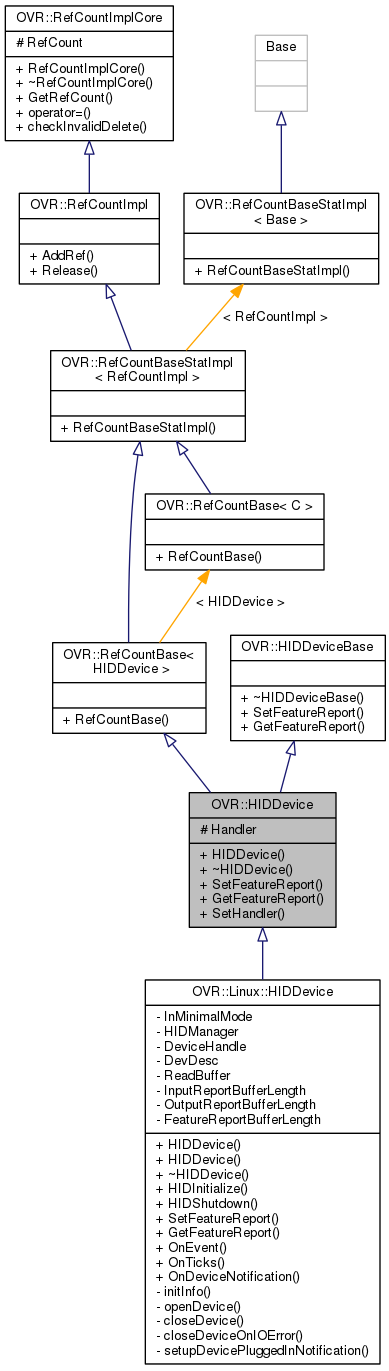 OVR::RefCountImplCore
# RefCount
+ RefCountImplCore()
+ ~RefCountImplCore()
+ GetRefCount()
+ operator=()
+ checkInvalidDelete()
Base
OVR::RefCountImpl
+ AddRef()
+ Release()
OVR::RefCountBaseStatImpl
< Base >
+ RefCountBaseStatImpl()
< RefCountImpl >
OVR::RefCountBaseStatImpl
< RefCountImpl >
+ RefCountBaseStatImpl()
OVR::RefCountBase< C >
+ RefCountBase()
< HIDDevice >
OVR::RefCountBase<
HIDDevice >
+ RefCountBase()
OVR::HIDDeviceBase
+ ~HIDDeviceBase()
+ SetFeatureReport()
+ GetFeatureReport()
OVR::HIDDevice
# Handler
+ HIDDevice()
+ ~HIDDevice()
+ SetFeatureReport()
+ GetFeatureReport()
+ SetHandler()
OVR::Linux::HIDDevice
- InMinimalMode
- HIDManager
- DeviceHandle
- DevDesc
- ReadBuffer
- InputReportBufferLength
- OutputReportBufferLength
- FeatureReportBufferLength
+ HIDDevice()
+ HIDDevice()
+ ~HIDDevice()
+ HIDInitialize()
+ HIDShutdown()
+ SetFeatureReport()
+ GetFeatureReport()
+ OnEvent()
+ OnTicks()
+ OnDeviceNotification()
- initInfo()
- openDevice()
- closeDevice()
- closeDeviceOnIOError()
- setupDevicePluggedInNotification()